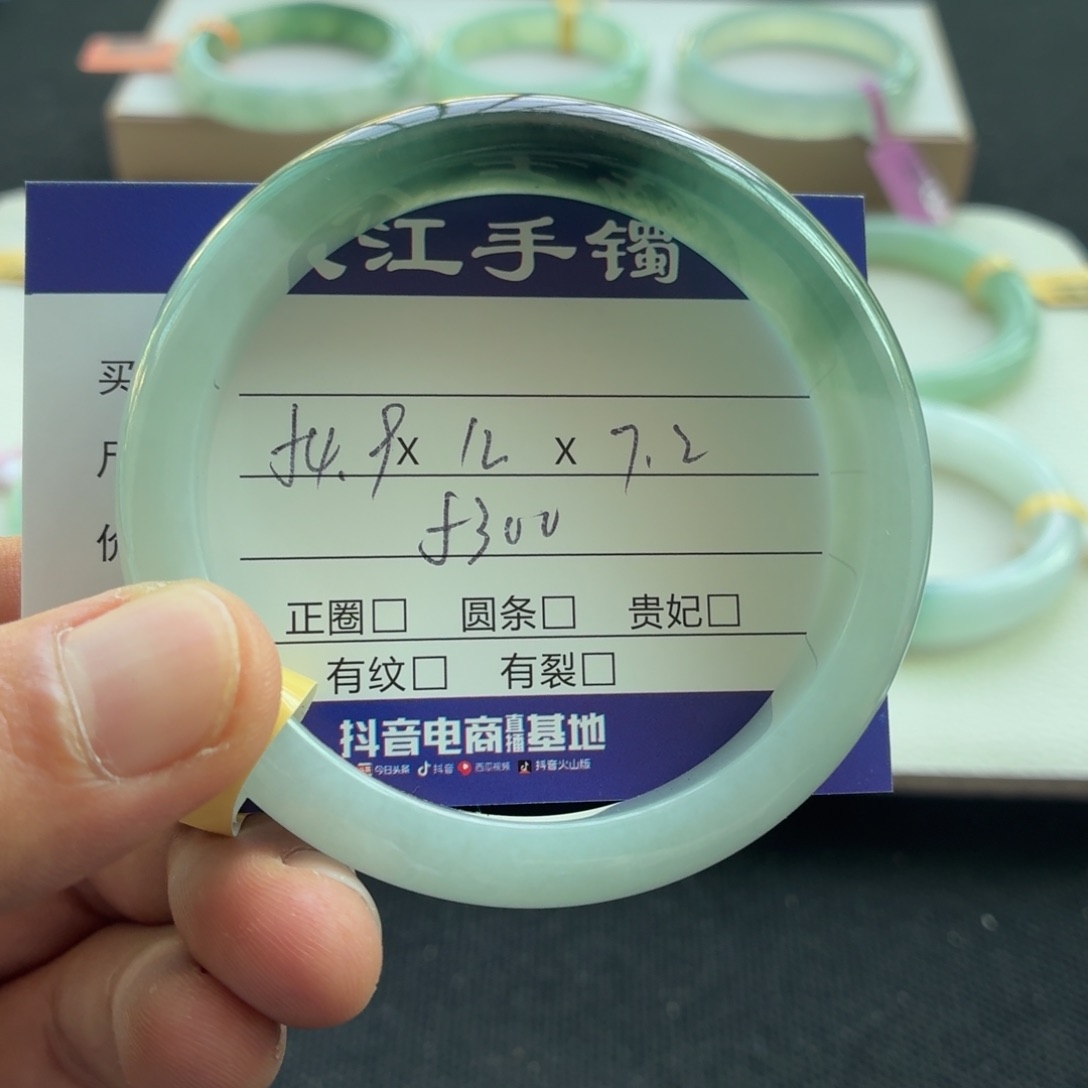 江手镯
买
尺
价
54.9 x 12 x 7.2
5300
正圈□ 圆条□ 贵妃□
有纹□ 有裂□
抖音电商直播基地
今日头条 抖音 西瓜视频 抖音火山版